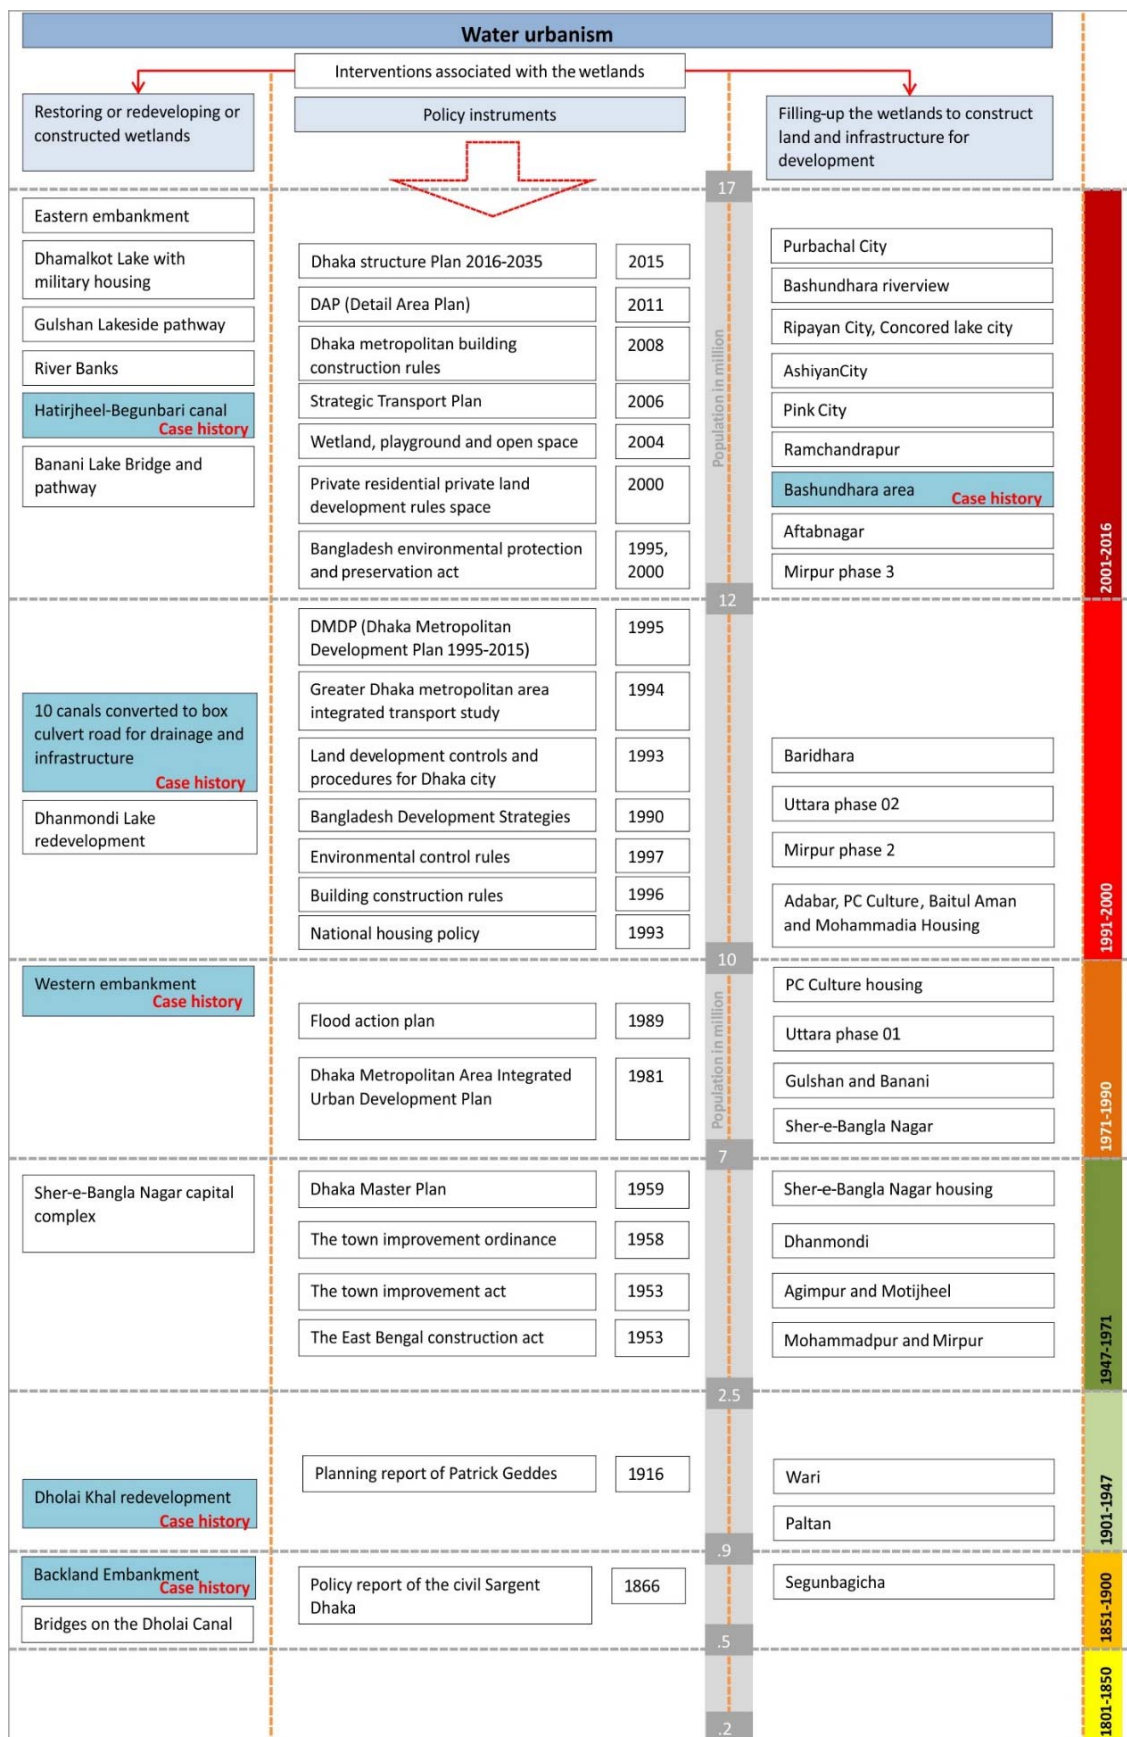 Water urbanism
Interventions associated with the wetlands
Restoring or redeveloping or
constructed wetlands
Policy instruments
Filling-up the wetlands to construct
land and infrastructure for
development
17
Eastern embankment
Dhamalkot Lake with
military housing
Gulshan Lakeside pathway
River Banks
Hatirjheel-Begunbari canal
Case history
Banani Lake Bridge and
pathway
Dhaka structure Plan 2016-2035
2015
DAP (Detail Area Plan)
2011
Dhaka metropolitan building
construction rules
2008
Strategic Transport Plan
2006
Wetland, playground and open space
2004
Private residential private land
development rules space
2000
Bangladesh environmental protection
and preservation act
1995,
2000
Population in million
Purbachal City
Bashundhara riverview
Ripayan City, Concored lake city
AshiyanCity
Pink City
Ramchandrapur
Bashundhara area
Case history
Aftabnagar
Mirpur phase 3
2001-2016
12
10 canals converted to box
culvert road for drainage and
infrastructure
Case history
Dhanmondi Lake
redevelopment
DMDP (Dhaka Metropolitan
Development Plan 1995-2015)
1995
Greater Dhaka metropolitan area
integrated transport study
1994
Land development controls and
procedures for Dhaka city
1993
Bangladesh Development Strategies
1990
Environmental control rules
1997
Building construction rules
1996
National housing policy
1993
Baridhara
Uttara phase 02
Mirpur phase 2
Adabar, PC Culture, Baitul Aman
and Mohammadia Housing
1991-2000
10
Western embankment
Case history
Flood action plan
1989
Dhaka Metropolitan Area Integrated
Urban Development Plan
1981
Population in million
PC Culture housing
Uttara phase 01
Gulshan and Banani
Sher-e-Bangla Nagar
1971-1990
7
Sher-e-Bangla Nagar capital
complex
Dhaka Master Plan
1959
The town improvement ordinance
1958
The town improvement act
1953
The East Bengal construction act
1953
Sher-e-Bangla Nagar housing
Dhanmondi
Agimpur and Motijheel
Mohammadpur and Mirpur
1947-1971
2.5
Dholai Khal redevelopment
Case history
Planning report of Patrick Geddes
1916
Wari
Paltan
1901-1947
.9
Backland Embankment
Case history
Bridges on the Dholai Canal
Policy report of the civil Sargent
Dhaka
1866
Segunbagicha
1851-1900
.5
1801-1850
.2